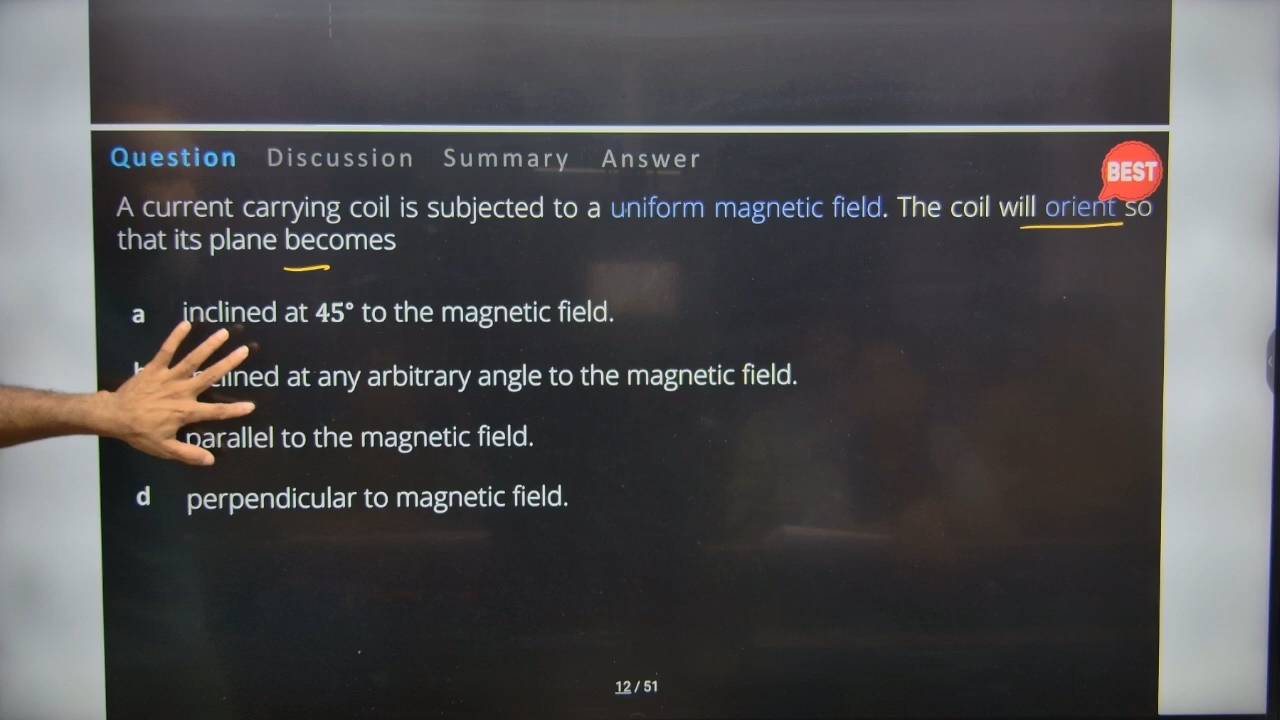 Question Discussion Summary Answer
BEST
A current carrying coil is subjected to a uniform magnetic field. The coil will orient so
that its plane becomes
a inclined at 45° to the magnetic field.
inclined at any arbitrary angle to the magnetic field.
parallel to the magnetic field.
d perpendicular to magnetic field.
12 / 51